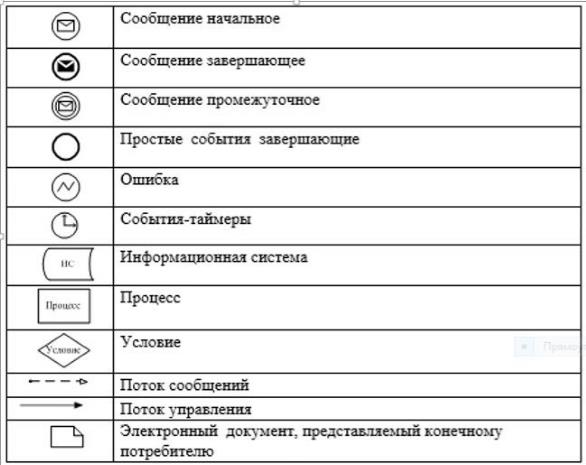 Сообщение начальное
Сообщение завершающее
Сообщение промежуточное
Простые события завершающие
Ошибка
События-таймеры
ИС
Информационная система
Процесс
Процесс
Условие
Условие
Поток сообщений
Поток управления
Электронный документ, представляемый конечному
потребителю